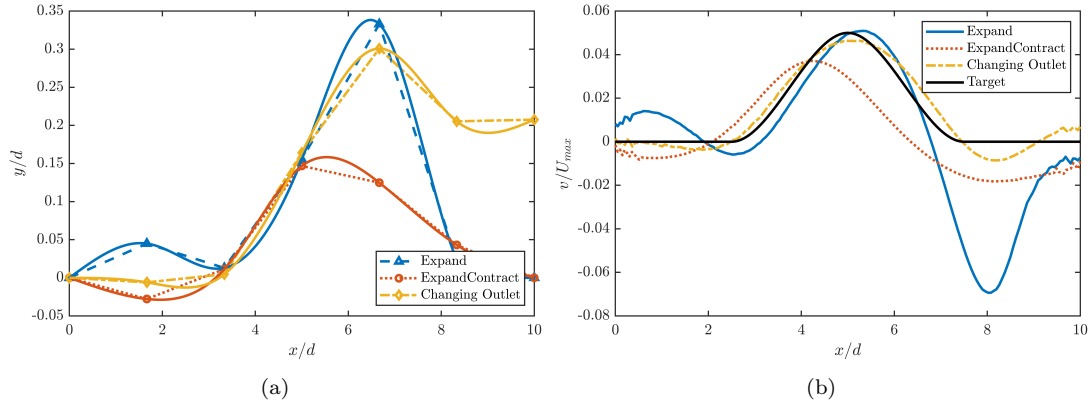 0.35
0.3
0.25
0.2
0.15
0.1
0.05
0
-0.05
y/d
0
2
4
6
8
10
x/d
Expand
ExpandContract
Changing Outlet
(a)
0.06
0.04
0.02
0
-0.02
-0.04
-0.06
-0.08
v/U_max
0
2
4
6
8
10
x/d
Expand
ExpandContract
Changing Outlet
Target
(b)